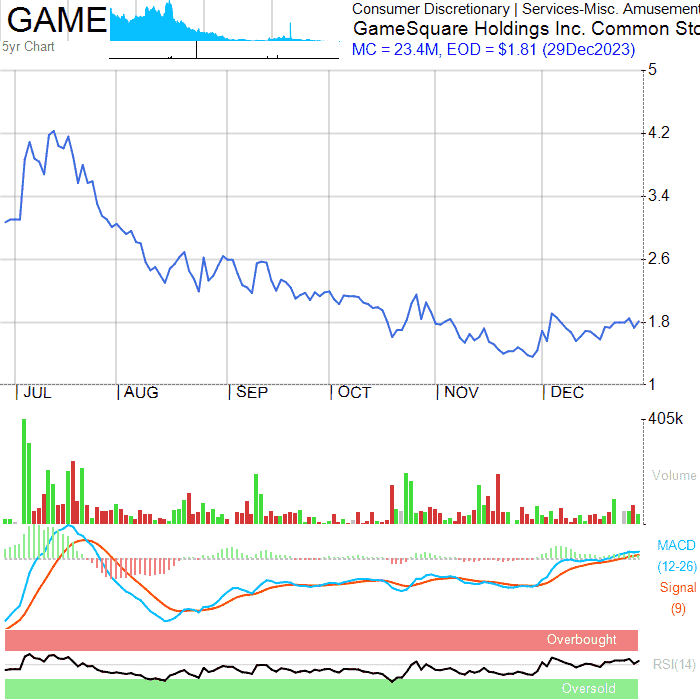 GAME
5yr Chart
Consumer Discretionary | Services-Misc. Amusement
GameSquare Holdings Inc. Common Sto
MC = 23.4M, EOD = $1.81 (29Dec2023)
5
4.2
3.4
2.6
1.8
1
|JUL |AUG |SEP |OCT |NOV |DEC
405k
Volume
MACD
(12-26)
Signal
(9)
Overbought
RSI(14)
Oversold